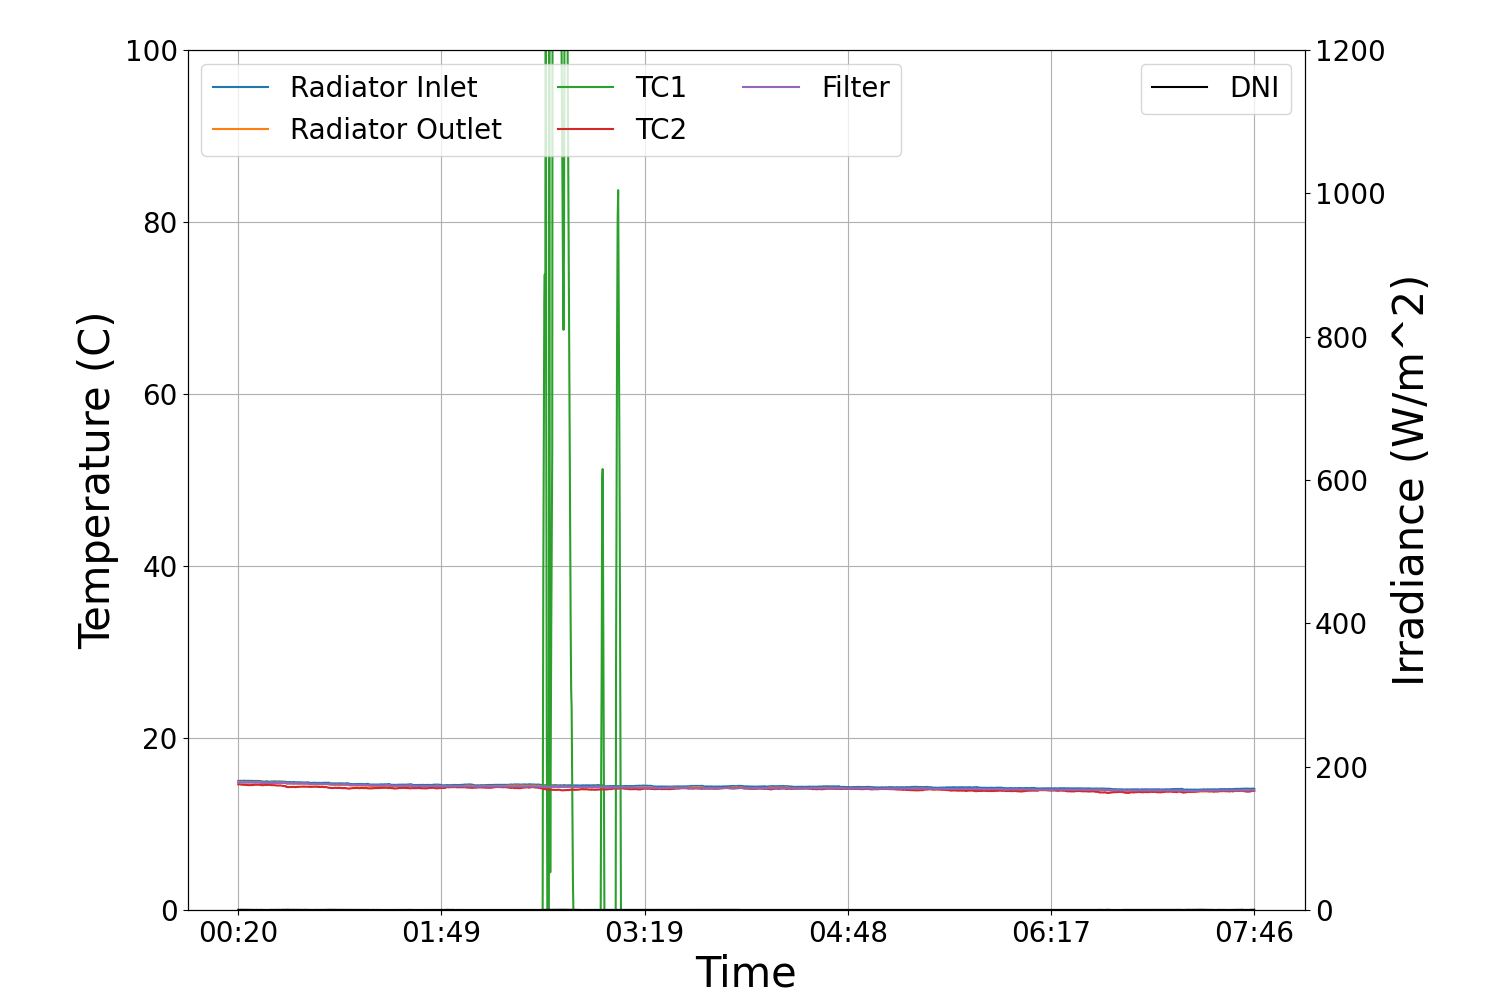 100
80
60
40
20
0
Temperature (C)
Radiator Inlet
Radiator Outlet
TC1
TC2
Filter
DNI
1200
1000
800
600
400
200
0
Irradiance (W/m^2)
00:20 01:49 03:19 04:48 06:17 07:46
Time